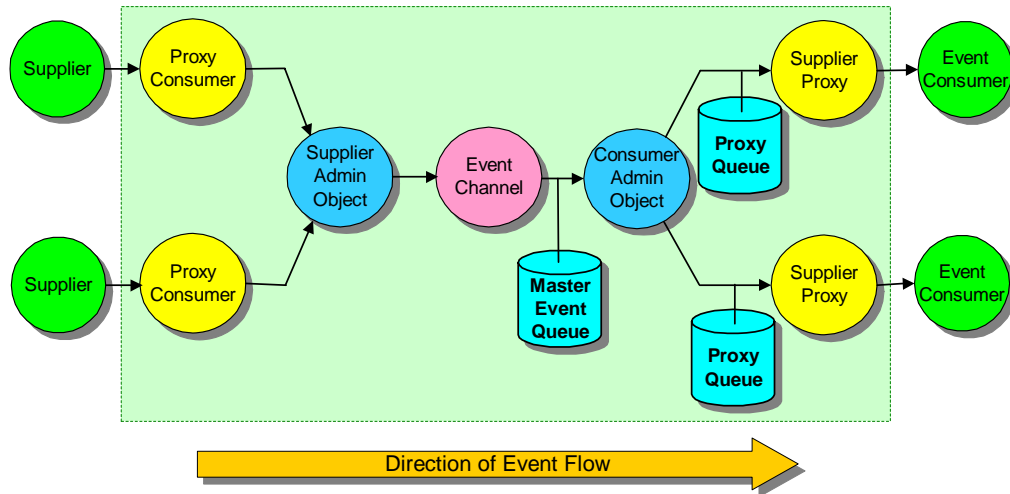 Supplier
Proxy
Consumer
Supplier
Admin
Object
Event
Channel
Master
Event
Queue
Consumer
Admin
Object
Proxy
Queue
Supplier
Proxy
Event
Consumer
Supplier
Proxy
Consumer
Proxy
Queue
Supplier
Proxy
Event
Consumer
Direction of Event Flow